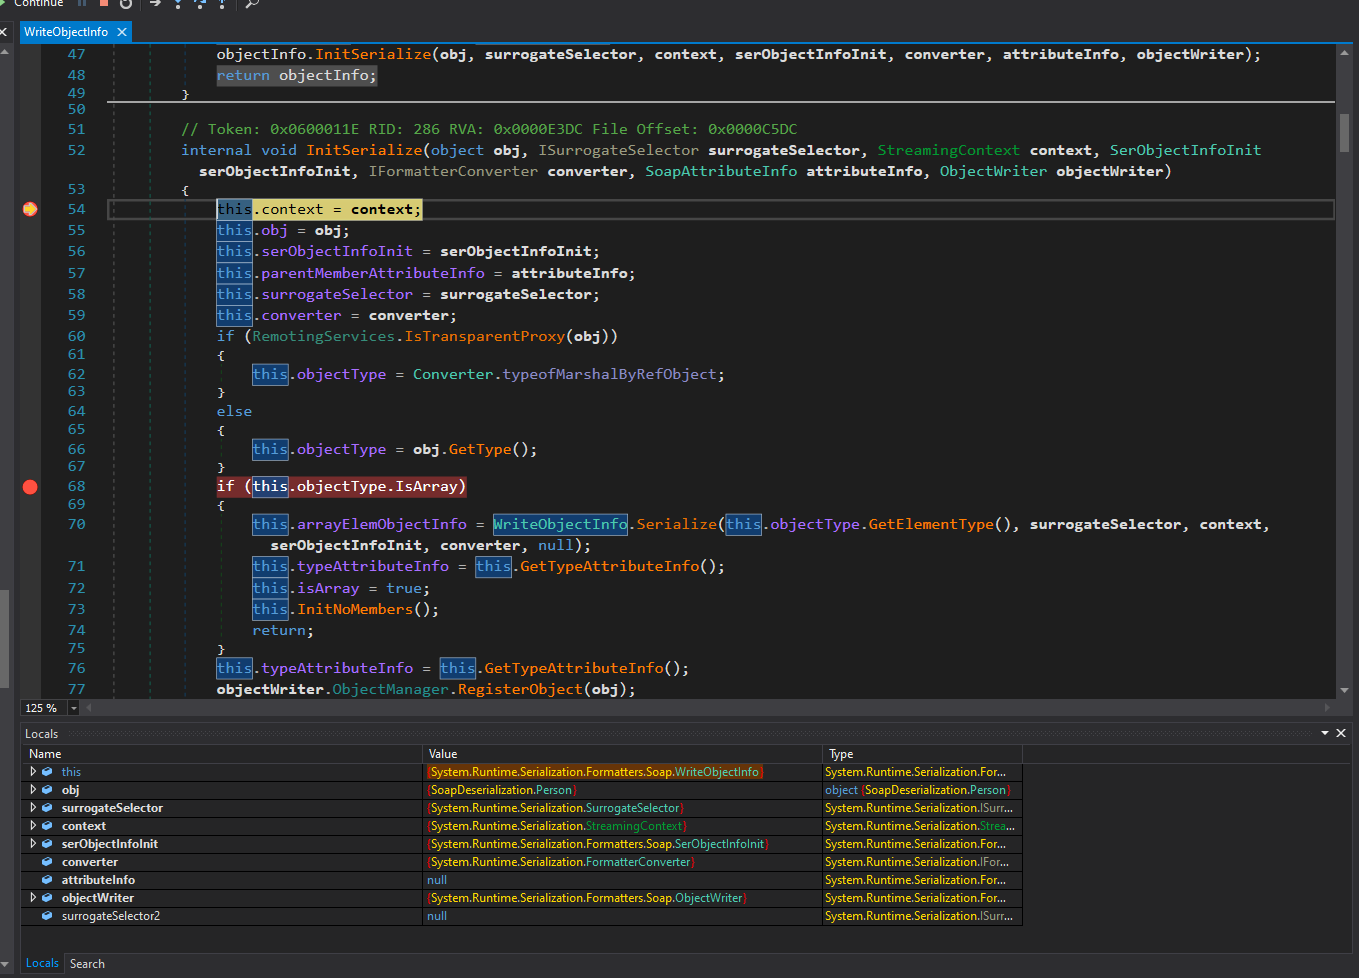 Continue
WriteObjectInfo
47 objectInfo.InitSerialize(obj, surrogateSelector, context, serObjectInfoInit, converter, attributeInfo, objectWriter);
48 return objectInfo;
49 }
50
51 // Token: 0x0600011E RID: 286 RVA: 0x0000E3DC File Offset: 0x0000C5DC
52 internal void InitSerialize(object obj, ISurrogateSelector surrogateSelector, StreamingContext context, SerObjectInfoInit
serObjectInfoInit, IFormatterConverter converter, SoapAttributeInfo attributeInfo, ObjectWriter objectWriter)
53 {
54 this.context = context;
55 this.obj = obj;
56 this.serObjectInfoInit = serObjectInfoInit;
57 this.parentMemberAttributeInfo = attributeInfo;
58 this.surrogateSelector = surrogateSelector;
59 this.converter = converter;
60 if (RemotingServices.IsTransparentProxy(obj))
61 {
62 this.objectType = Converter.typeofMarshalByRefObject;
63 }
64 else
65 {
66 this.objectType = obj.GetType();
67 }
68 if (this.objectType.IsArray)
69 {
70 this.arrayElemObjectInfo = WriteObjectInfo.Serialize(this.objectType.GetElementType(), surrogateSelector, context,
serObjectInfoInit, converter, null);
71 this.typeAttributeInfo = this.GetTypeAttributeInfo();
72 this.isArray = true;
73 this.InitNoMembers();
74 return;
75 }
76 this.typeAttributeInfo = this.GetTypeAttributeInfo();
77 objectWriter.ObjectManager.RegisterObject(obj);
125 %
Locals
Name Value Type
this {System.Runtime.Serialization.Formatters.Soap.WriteObjectInfo} System.Runtime.Serialization.For...
obj {SoapDeserialization.Person} object {SoapDeserialization.Person}
surrogateSelector {System.Runtime.Serialization.SurrogateSelector} System.Runtime.Serialization.ISurr...
context {System.Runtime.Serialization.StreamingContext} System.Runtime.Serialization.Strea...
serObjectInfoInit {System.Runtime.Serialization.Formatters.Soap.SerObjectInfoInit} System.Runtime.Serialization.For...
converter {System.Runtime.Serialization.FormatterConverter} System.Runtime.Serialization.IFor...
attributeInfo null System.Runtime.Serialization.For...
objectWriter {System.Runtime.Serialization.Formatters.Soap.ObjectWriter} System.Runtime.Serialization.For...
surrogateSelector2 null System.Runtime.Serialization.ISurr...
Locals Search